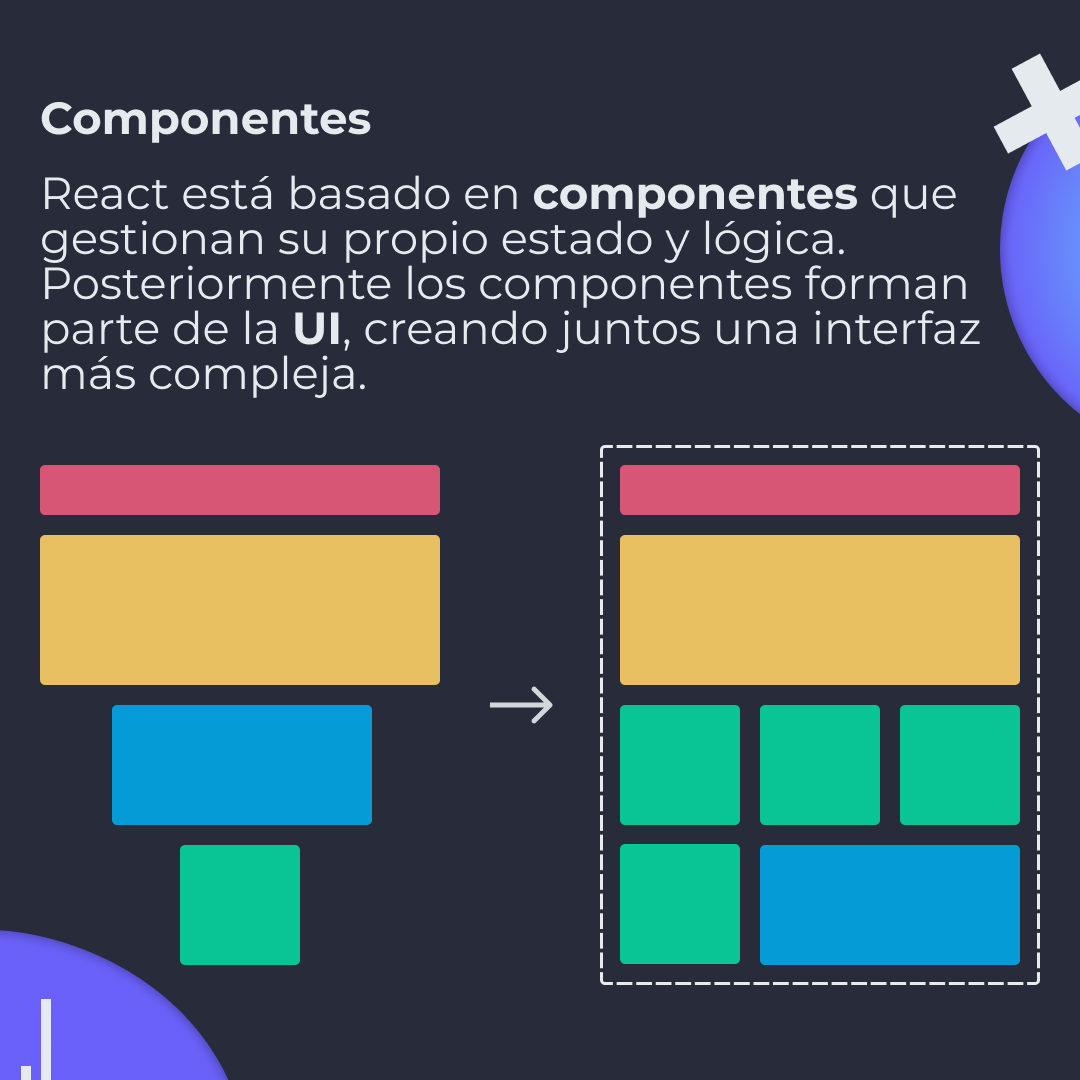 Componentes
React está basado en componentes que
gestionan su propio estado y lógica.
Posteriormente los componentes forman
parte de la UI, creando juntos una interfaz
más compleja.